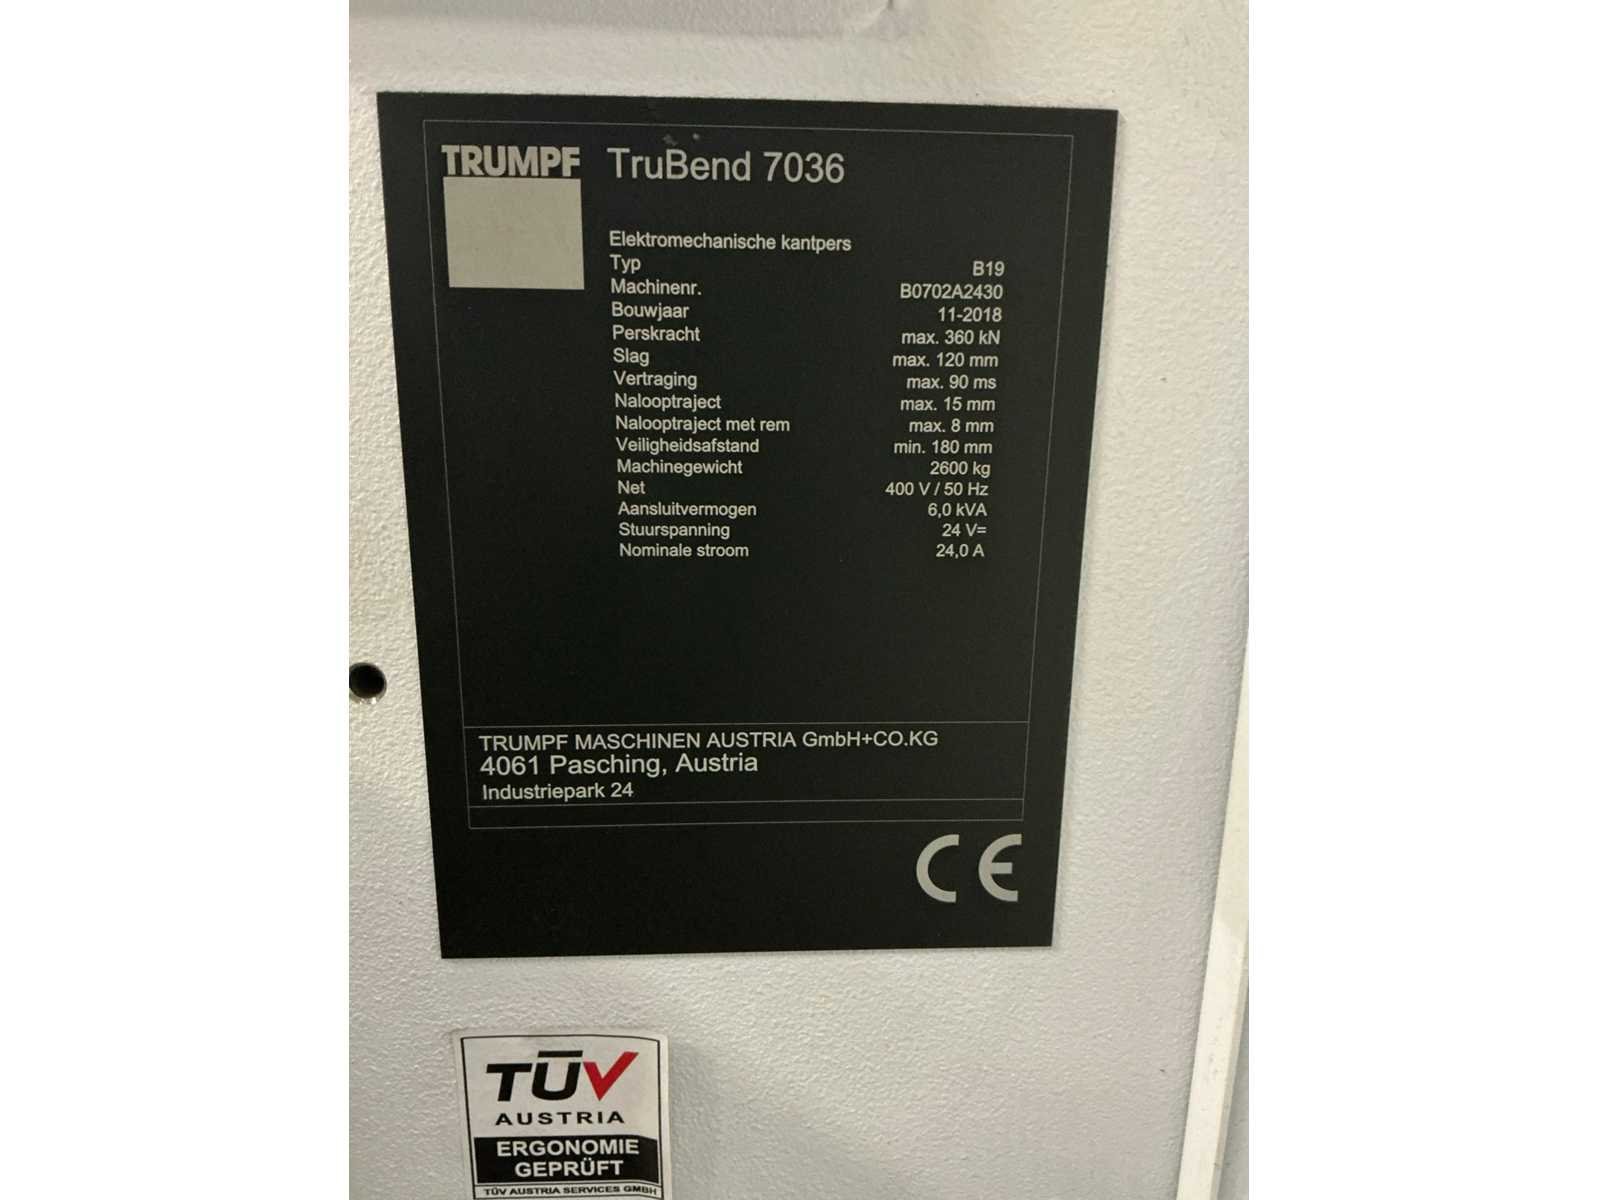 TRUMPF TruBend 7036
Elektromechanische kantpers
Typ B19
Machinenr. B0702A2430
Bouwjaar 11-2018
Perskracht max. 360 kN
Slag max. 120 mm
Vertraging max. 90 ms
Nalooptraject max. 15 mm
Nalooptraject met rem max. 8 mm
Veiligheidsafstand min. 180 mm
Machinegewicht 2600 kg
Net 400 V / 50 Hz
Aansluitvermogen 6,0 kVA
Stuurspanning 24 V=
Nominale stroom 24,0 A
TRUMPF MASCHINEN AUSTRIA GmbH+CO.KG
4061 Pasching, Austria
Industriepark 24
CE
TÜV
AUSTRIA
ERGONOMIE
GEPRÜFT
TÜV AUSTRIA SERVICES GMBH